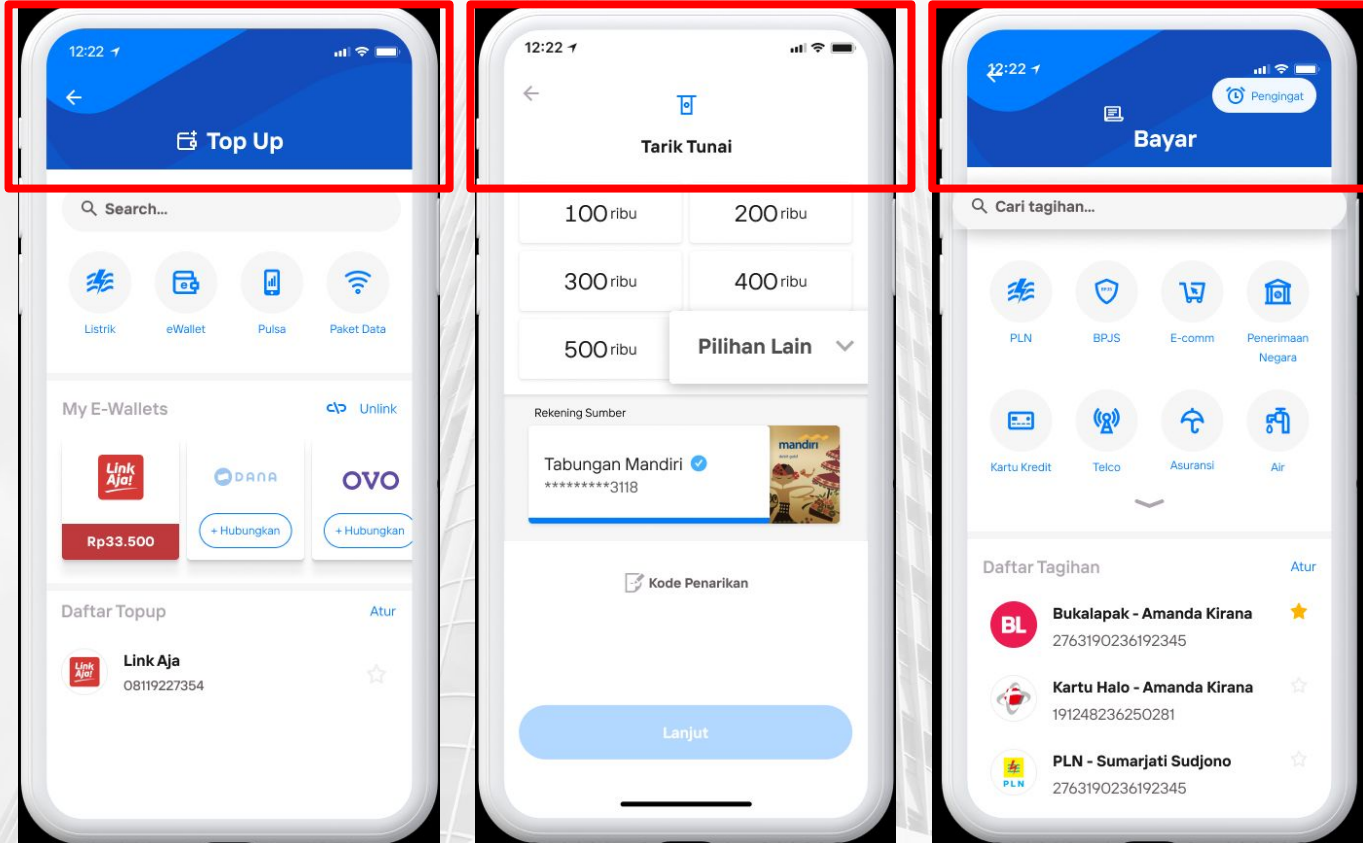 12:22
Top Up
Search...
Listrik
eWallet
Pulsa
Paket Data
My E-Wallets
Unlink
Link
Aja!
DANA
OVO
Rp33.500
+ Hubungkan
+ Hubungkan
Daftar Topup
Atur
Link
Aja!
Link Aja
08119227354
12:22
Tarik Tunai
100 ribu
200 ribu
300 ribu
400 ribu
500 ribu
Pilihan Lain
Rekening Sumber
Tabungan Mandiri
*********3118
mandiri
Kode Penarikan
Lanjut
12:22
Pengingat
Bayar
Cari tagihan...
PLN
BPJS
E-comm
Penerimaan
Negara
Kartu Kredit
Telco
Asuransi
Air
Daftar Tagihan
Atur
BL
Bukalapak - Amanda Kirana
2763190236192345
Kartu Halo - Amanda Kirana
191248236250281
PLN
PLN - Sumarjati Sudjono
2763190236192345